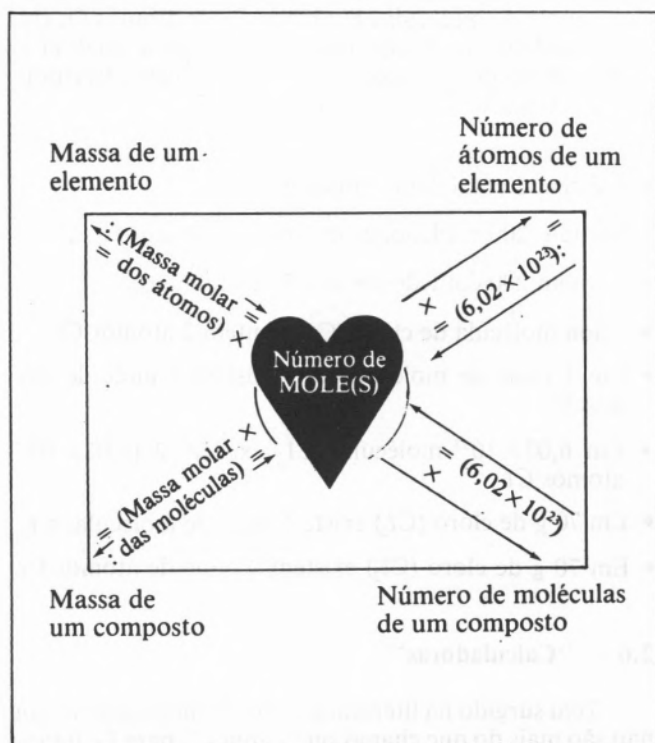 Massa de um
elemento
Número de
átomos de um
elemento
: (Massa molar =
= dos átomos) ×
× =
= (6,02 × 10²³):
Número de
MOLE(S)
= (Massa molar ×
: das moléculas) =
× (6,02 × 10²³)
Massa de
um composto
Número de moléculas
de um composto